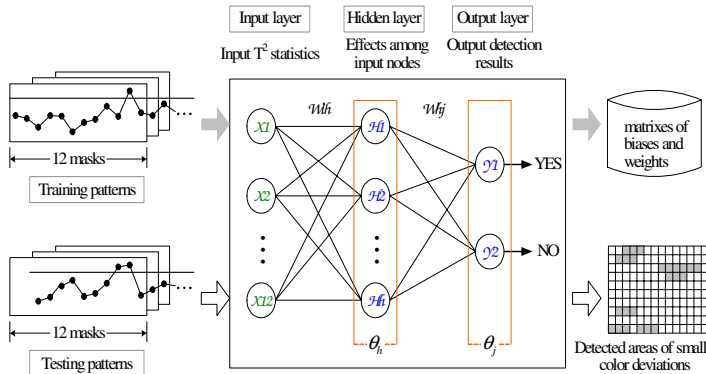 Input layer
Hidden layer
Output layer
Input T² statistics
Effects among
input nodes
Output detection
results
12 masks
Training patterns
12 masks
Testing patterns
Wlh
Whj
X1
X2
X12
H1
H2
Hh
Y1
Y2
YES
NO
θh
θj
matrixes of
biases and
weights
Detected areas of small
color deviations